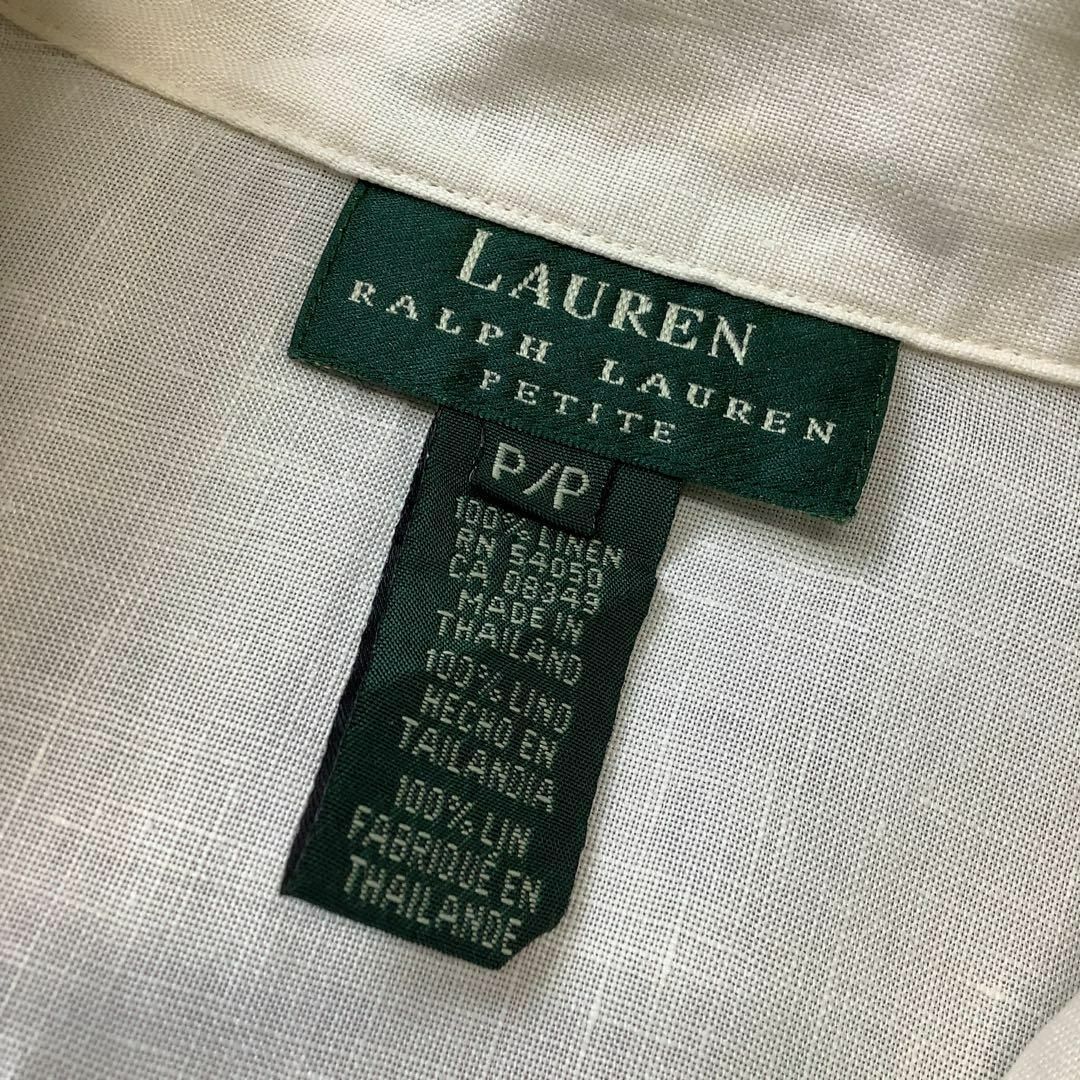 LAUREN
RALPH LAUREN
PETITE
P/P
100% LINEN
RN 54050
CA 08349
MADE IN
THAILAND
100% LINO
HECHO EN
TAILANDIA
100% LIN
FABRIQUÉ EN
THAILANDE